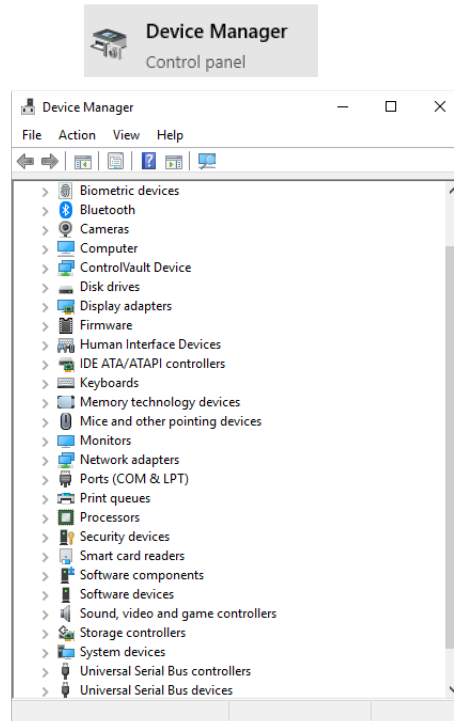 Device Manager
Control panel
Device Manager
File Action View Help
Biometric devices
Bluetooth
Cameras
Computer
ControlVault Device
Disk drives
Display adapters
Firmware
Human Interface Devices
IDE ATA/ATAPI controllers
Keyboards
Memory technology devices
Mice and other pointing devices
Monitors
Network adapters
Ports (COM & LPT)
Print queues
Processors
Security devices
Smart card readers
Software components
Software devices
Sound, video and game controllers
Storage controllers
System devices
Universal Serial Bus controllers
Universal Serial Bus devices